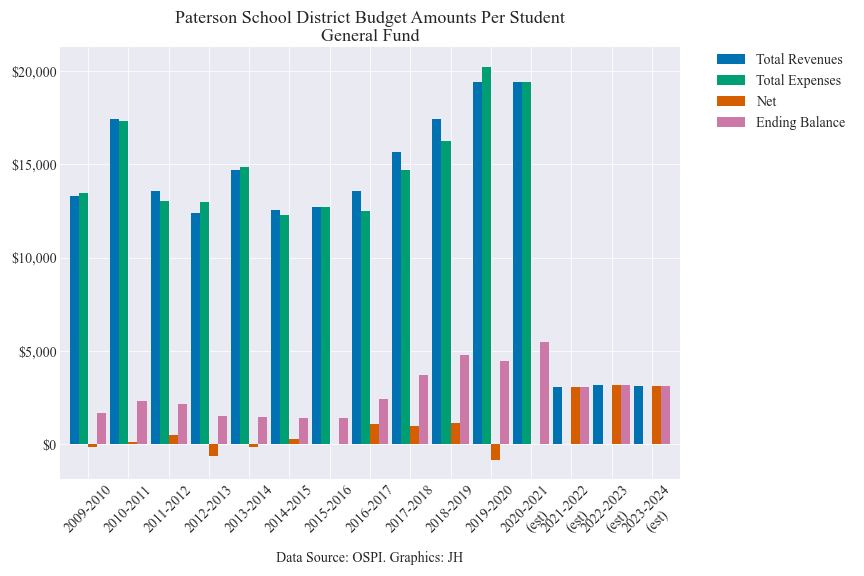 Paterson School District Budget Amounts Per Student
General Fund
Total Revenues
Total Expenses
Net
Ending Balance
$20,000
$15,000
$10,000
$5,000
$0
2009-2010
2010-2011
2011-2012
2012-2013
2013-2014
2014-2015
2015-2016
2016-2017
2017-2018
2018-2019
2019-2020
2020-2021
(est)
2021-2022
(est)
2022-2023
(est)
2023-2024
(est)
Data Source: OSPI. Graphics: JH